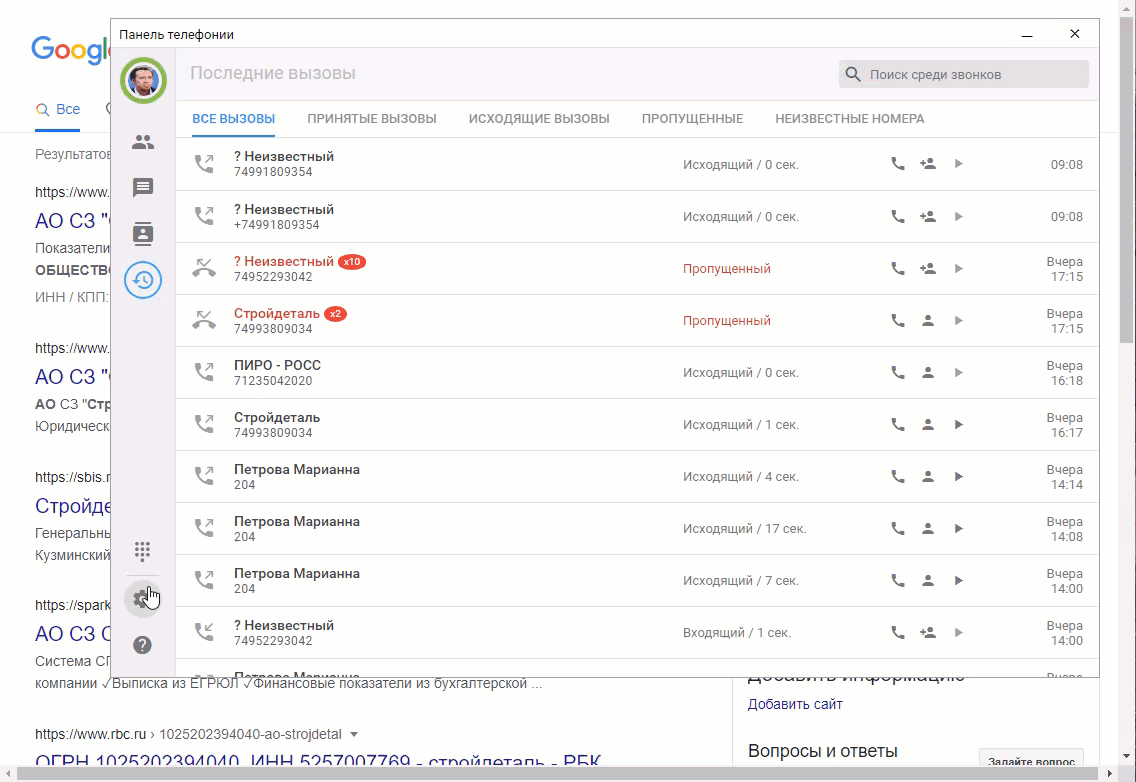 Панель телефонии
Google
Последние вызовы
Поиск среди звонков
Все
ВСЕ ВЫЗОВЫ
ПРИНЯТЫЕ ВЫЗОВЫ
ИСХОДЯЩИЕ ВЫЗОВЫ
ПРОПУЩЕННЫЕ
НЕИЗВЕСТНЫЕ НОМЕРА
? Неизвестный
74991809354
Исходящий / 0 сек.
09:08
? Неизвестный
+74991809354
Исходящий / 0 сек.
09:08
? Неизвестный x10
74952293042
Пропущенный
Вчера
17:15
Стройдеталь x2
74993809034
Пропущенный
Вчера
17:15
ПИРО - РОСС
71235042020
Исходящий / 0 сек.
Вчера
16:18
Стройдеталь
74993809034
Исходящий / 1 сек.
Вчера
16:17
Петрова Марианна
204
Исходящий / 4 сек.
Вчера
14:14
Петрова Марианна
204
Исходящий / 17 сек.
Вчера
14:08
Петрова Марианна
204
Исходящий / 7 сек.
Вчера
14:00
? Неизвестный
74952293042
Входящий / 1 сек.
Вчера
14:00
Петрова Марианна
Вчера
Результатов
https://www.
АО СЗ "
Показатели
ОБЩЕСТВО
ИНН / КПП:
https://www.
АО СЗ "
АО СЗ "Стр
Юридическ
https://sbis.r
Стройде
Генеральны
Кузминский
https://spark
АО СЗ С
Система СП
компании ✓Выписка из ЕГРЮЛ ✓Финансовые показатели из бухгалтерской ...
https://www.rbc.ru › 1025202394040-ao-strojdetal
ОГРН 1025202394040, ИНН 5257007769 - стройдеталь - РБК
Добавить информацию
Добавить сайт
Вопросы и ответы
Задайте вопрос